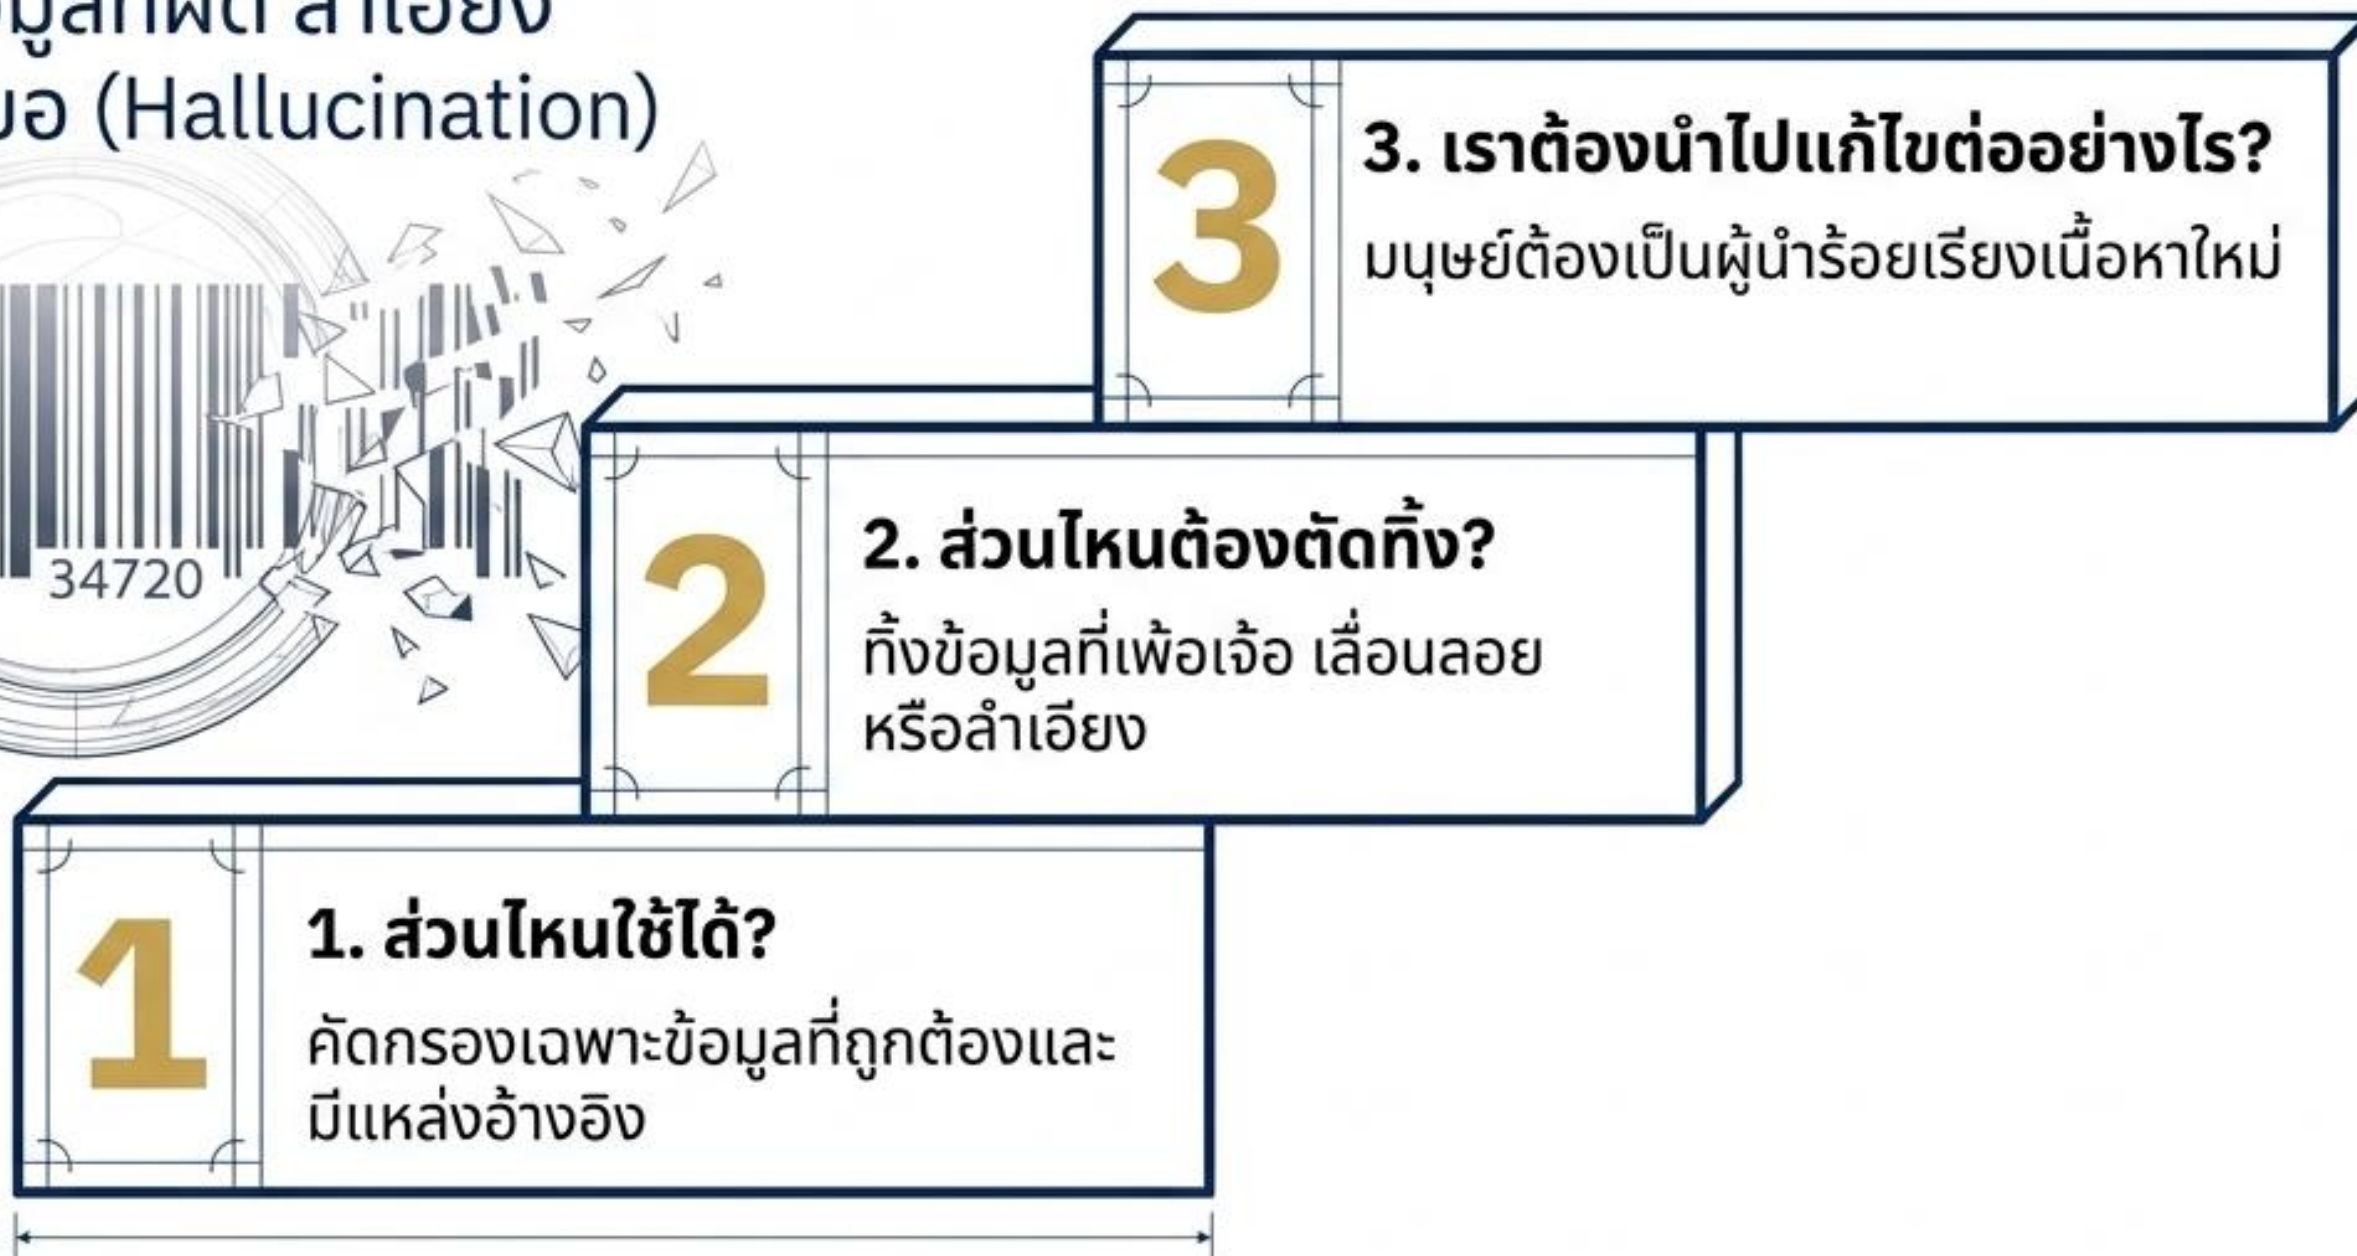 (Hallucination)
3
3. เราต้องนำไปแก้ไขต่ออย่างไร?
มนุษย์ต้องเป็นผู้นำร้อยเรียงเนื้อหาใหม่
34720
2
2. ส่วนไหนต้องตัดทิ้ง?
ทิ้งข้อมูลที่เพ้อเจ้อ เลื่อนลอย
หรือลำเอียง
1
1. ส่วนไหนใช้ได้?
คัดกรองเฉพาะข้อมูลที่ถูกต้องและ
มีแหล่งอ้างอิง